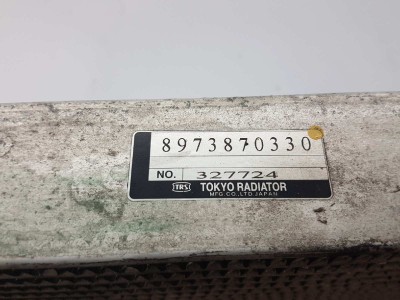 8973870330
NO. 327724
TRS TOKYO RADIATOR
MFG.CO.,LTD.JAPAN